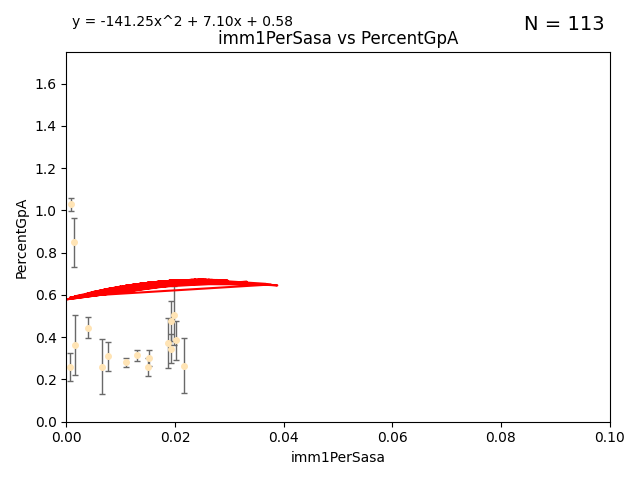 y = -141.25x^2 + 7.10x + 0.58
N = 113
imm1PerSasa vs PercentGpA
PercentGpA
1.6
1.4
1.2
1.0
0.8
0.6
0.4
0.2
0.0
0.00 0.02 0.04 0.06 0.08 0.10
imm1PerSasa